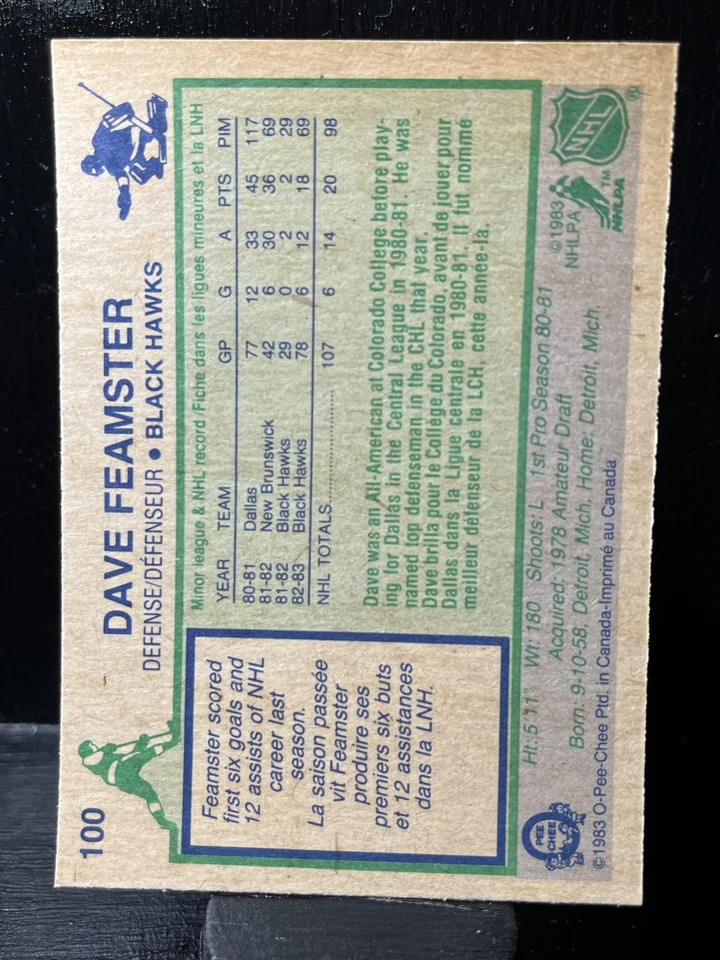 100
DAVE FEAMSTER
DEFENSE/DÉFENSEUR • BLACK HAWKS
Feamster scored
first six goals and
12 assists of NHL
career last
season.
La saison passée
vit Feamster
produire ses
premiers six buts
et 12 assistances
dans la LNH.
Minor league & NHL record/Fiche dans les ligues mineures et la LNH
YEAR TEAM GP G A PTS PIM
80-81 Dallas 77 12 33 45 117
81-82 New Brunswick 42 6 30 36 69
81-82 Black Hawks 29 0 2 2 29
82-83 Black Hawks 78 6 12 18 69
NHL TOTALS 107 6 14 20 98
Dave was an All-American at Colorado College before play-
ing for Dallas in the Central League in 1980-81. He was
named top defenseman in the CHL that year.
Dave brilla pour le Collège du Colorado, avant de jouer pour
Dallas dans la Ligue centrale en 1980-81. Il fut nommé
meilleur défenseur de la LCH, cette année-la.
Ht: 5'11" Wt: 180 Shoots: L 1st Pro Season 80-81
Acquired: 1978 Amateur Draft
Born: 9-10-58, Detroit, Mich. Home: Detroit, Mich.
©1983 O-Pee-Chee Ptd. in Canada-Imprimé au Canada
O PEE CHEE
©1983
NHLPA
NHL
®
TM
NHLPA